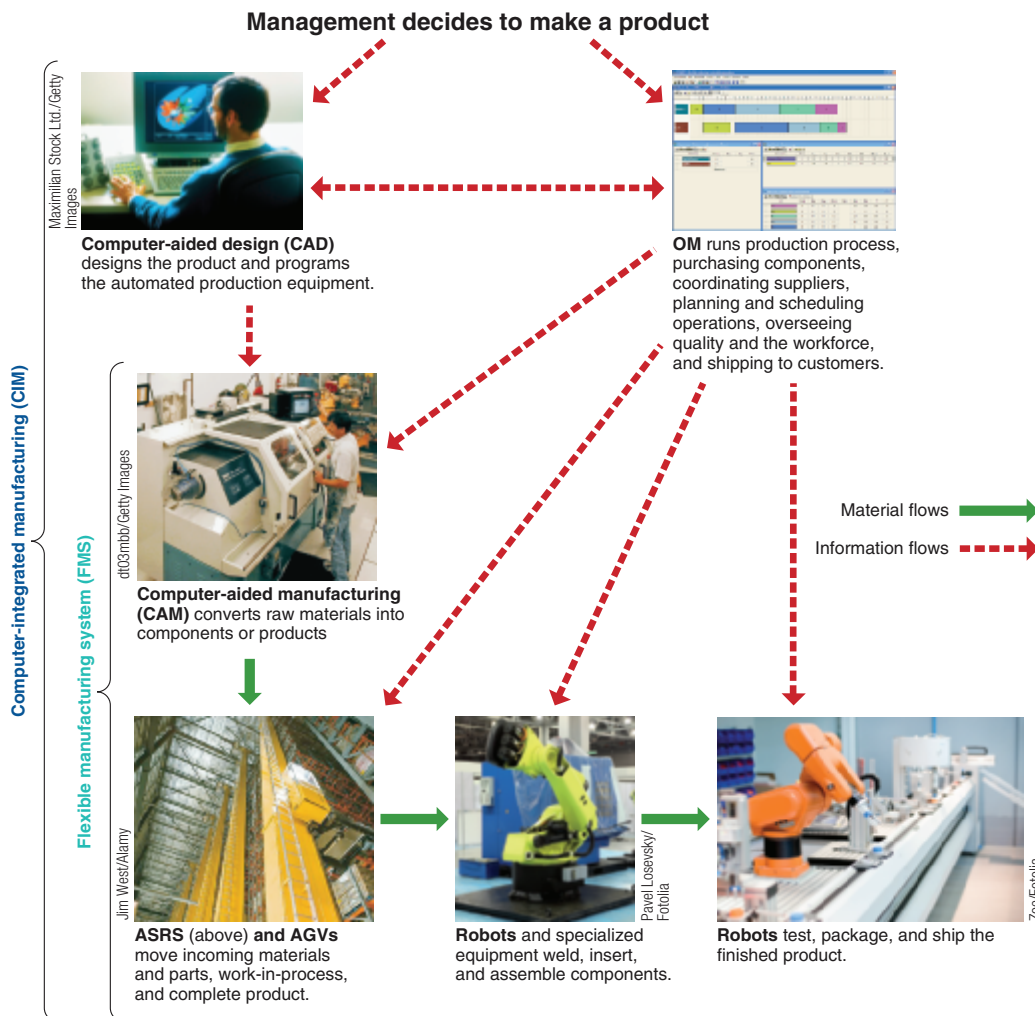 Management decides to make a product
Maximilian Stock Ltd./Getty
Images
Computer-aided design (CAD)
designs the product and programs
the automated production equipment.
OM runs production process,
purchasing components,
coordinating suppliers,
planning and scheduling
operations, overseeing
quality and the workforce,
and shipping to customers.
Computer-integrated manufacturing (CIM)
Flexible manufacturing system (FMS)
dt03mbb/Getty Images
Computer-aided manufacturing
(CAM) converts raw materials into
components or products
Material flows
Information flows
Jim West/Alamy
ASRS (above) and AGVs
move incoming materials
and parts, work-in-process,
and complete product.
Pavel Losevsky/
Fotolia
Robots and specialized
equipment weld, insert,
and assemble components.
Robots test, package, and ship the
finished product.